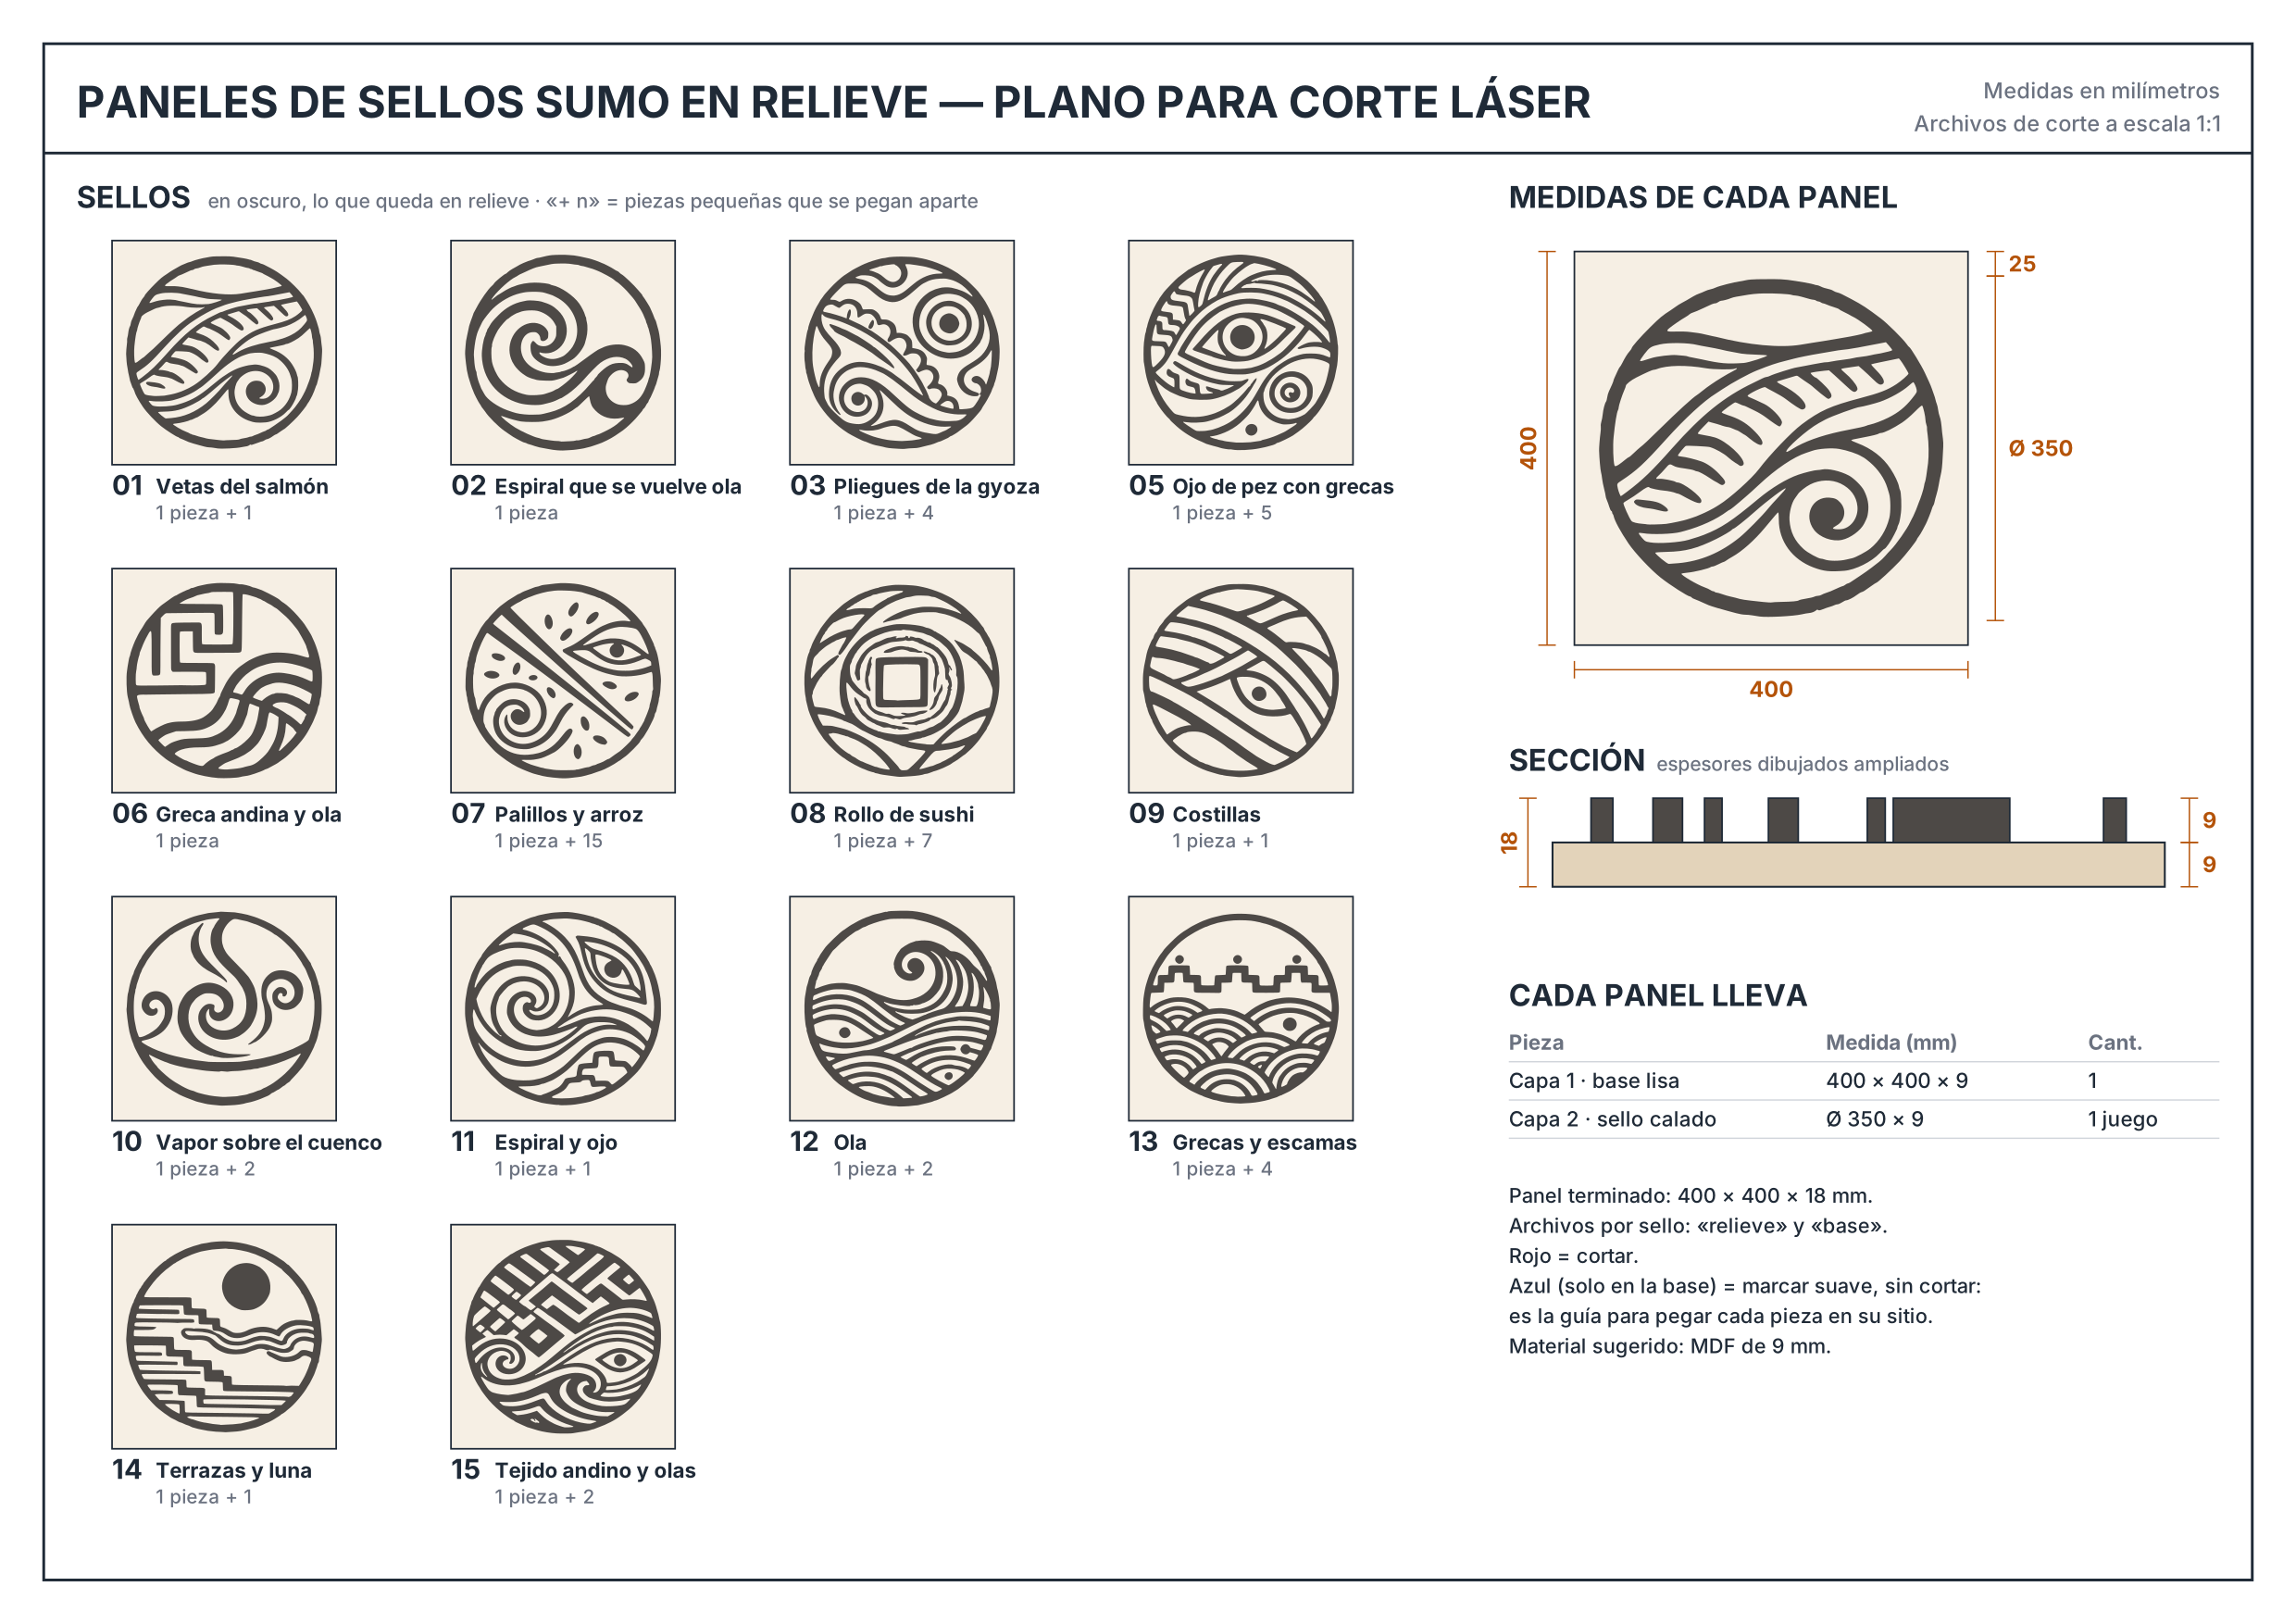 PANELES DE SELLOS SUMO EN RELIEVE — PLANO PARA CORTE LÁSER
Medidas en milímetros
Archivos de corte a escala 1:1
SELLOS en oscuro, lo que queda en relieve · «+ n» = piezas pequeñas que se pegan aparte
01 Vetas del salmón
1 pieza + 1
02 Espiral que se vuelve ola
1 pieza
03 Pliegues de la gyoza
1 pieza + 4
05 Ojo de pez con grecas
1 pieza + 5
06 Greca andina y ola
1 pieza
07 Palillos y arroz
1 pieza + 15
08 Rollo de sushi
1 pieza + 7
09 Costillas
1 pieza + 1
10 Vapor sobre el cuenco
1 pieza + 2
11 Espiral y ojo
1 pieza + 1
12 Ola
1 pieza + 2
13 Grecas y escamas
1 pieza + 4
14 Terrazas y luna
1 pieza + 1
15 Tejido andino y olas
1 pieza + 2
MEDIDAS DE CADA PANEL
25
400
Ø 350
400
SECCIÓN espesores dibujados ampliados
18
9
9
CADA PANEL LLEVA
Pieza Medida (mm) Cant.
Capa 1 · base lisa 400 × 400 × 9 1
Capa 2 · sello calado Ø 350 × 9 1 juego
Panel terminado: 400 × 400 × 18 mm.
Archivos por sello: «relieve» y «base».
Rojo = cortar.
Azul (solo en la base) = marcar suave, sin cortar:
es la guía para pegar cada pieza en su sitio.
Material sugerido: MDF de 9 mm.